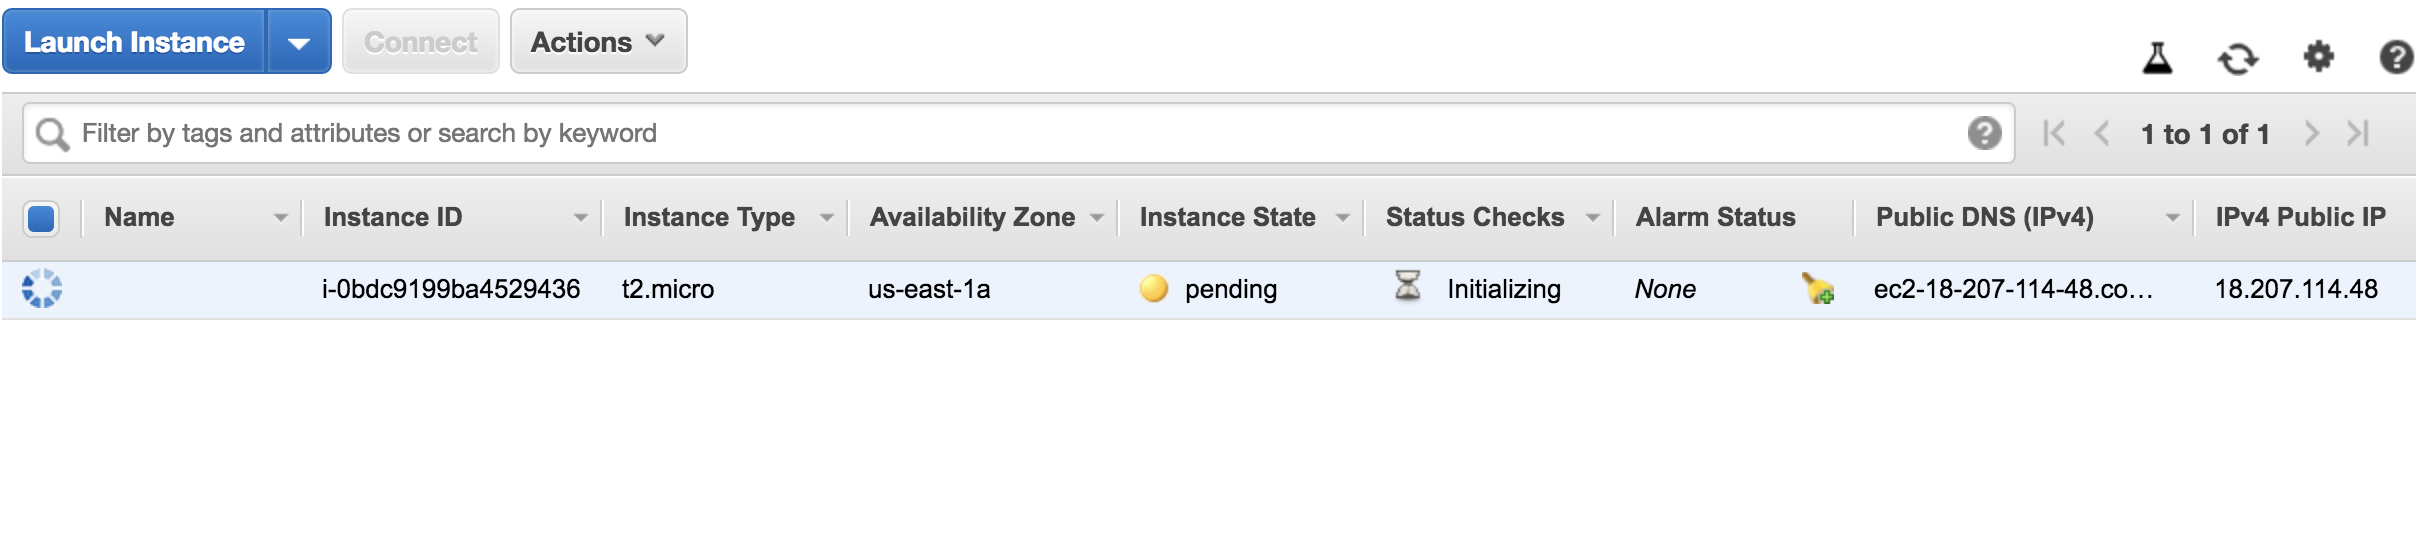 Launch Instance Connect Actions
Filter by tags and attributes or search by keyword 1 to 1 of 1
Name Instance ID Instance Type Availability Zone Instance State Status Checks Alarm Status Public DNS (IPv4) IPv4 Public IP
i-0bdc9199ba4529436 t2.micro us-east-1a pending Initializing None ec2-18-207-114-48.co… 18.207.114.48